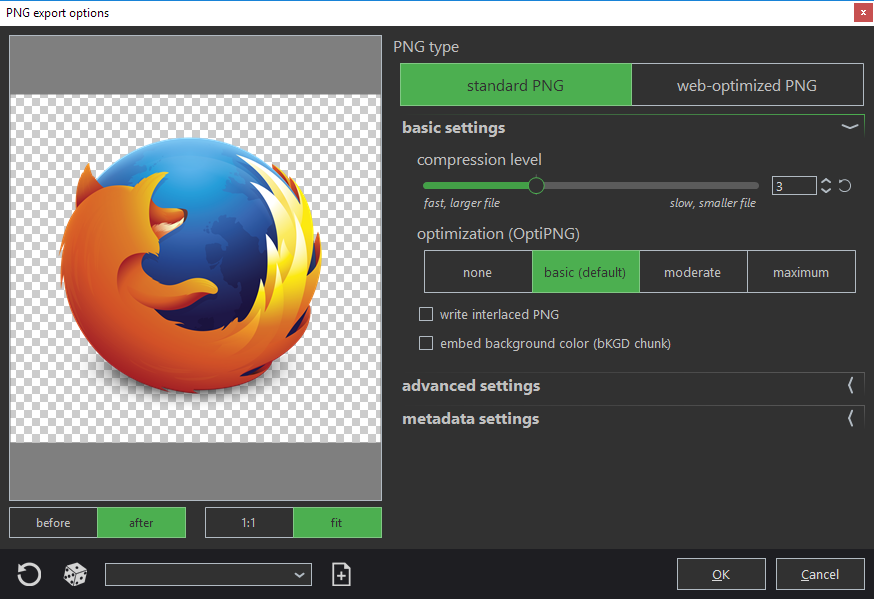 PNG export options
x
PNG type
standard PNG
web-optimized PNG
basic settings
compression level
3
fast, larger file
slow, smaller file
optimization (OptiPNG)
none
basic (default)
moderate
maximum
write interlaced PNG
embed background color (bKGD chunk)
advanced settings
metadata settings
before
after
1:1
fit
OK
Cancel